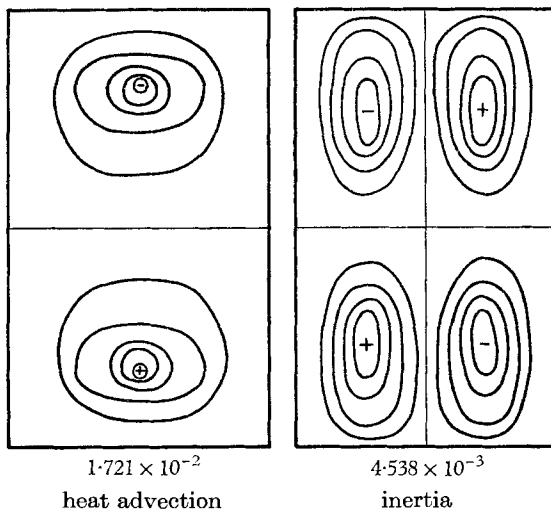 − − +
+ + −
1·721 × 10⁻² 4·538 × 10⁻³
heat advection inertia